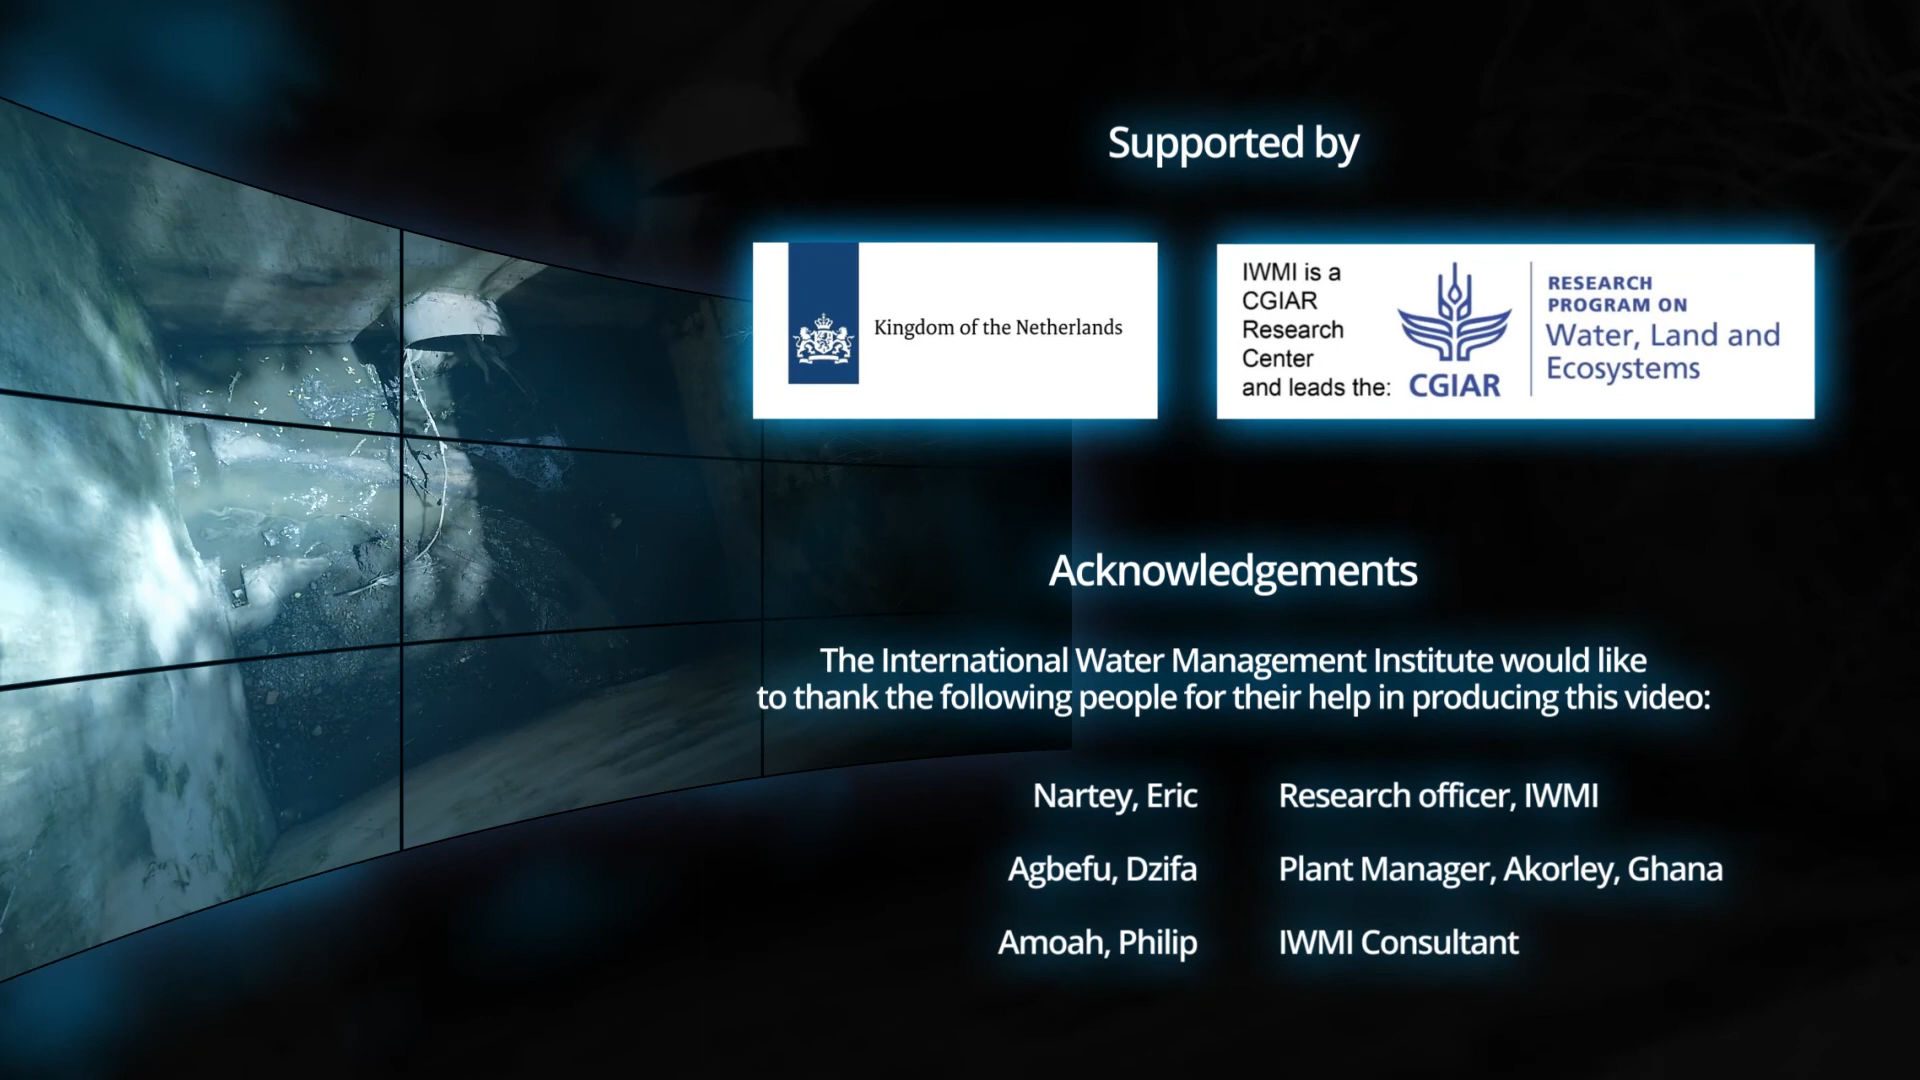 Supported by
Kingdom of the Netherlands
IWMI is a
CGIAR
Research
Center
and leads the:
CGIAR
RESEARCH
PROGRAM ON
Water, Land and
Ecosystems
Acknowledgements
The International Water Management Institute would like
to thank the following people for their help in producing this video:
Nartey, Eric Research officer, IWMI
Agbefu, Dzifa Plant Manager, Akorley, Ghana
Amoah, Philip IWMI Consultant